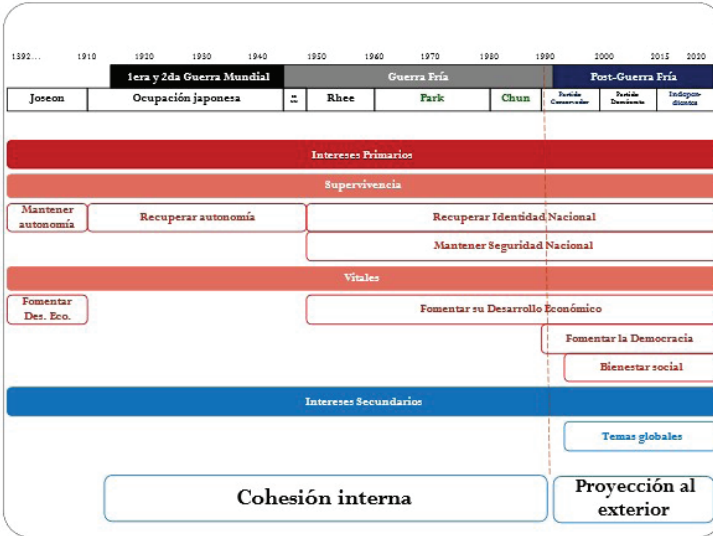 1392... 1910 1920 1930 1940 1950 1960 1970 1980 1990 2000 2015 2020
1era y 2da Guerra Mundial Guerra Fría Post-Guerra Fría
Joseon Ocupación japonesa Rhee Park Chun Partido Conservador Partido Demócrata Indepen-dientes
Intereses Primarios
Supervivencia
Mantener
autonomía
Recuperar autonomía
Recuperar Identidad Nacional
Mantener Seguridad Nacional
Vitales
Fomentar
Des. Eco.
Fomentar su Desarrollo Económico
Fomentar la Democracia
Bienestar social
Intereses Secundarios
Temas globales
Cohesión interna
Proyección al
exterior